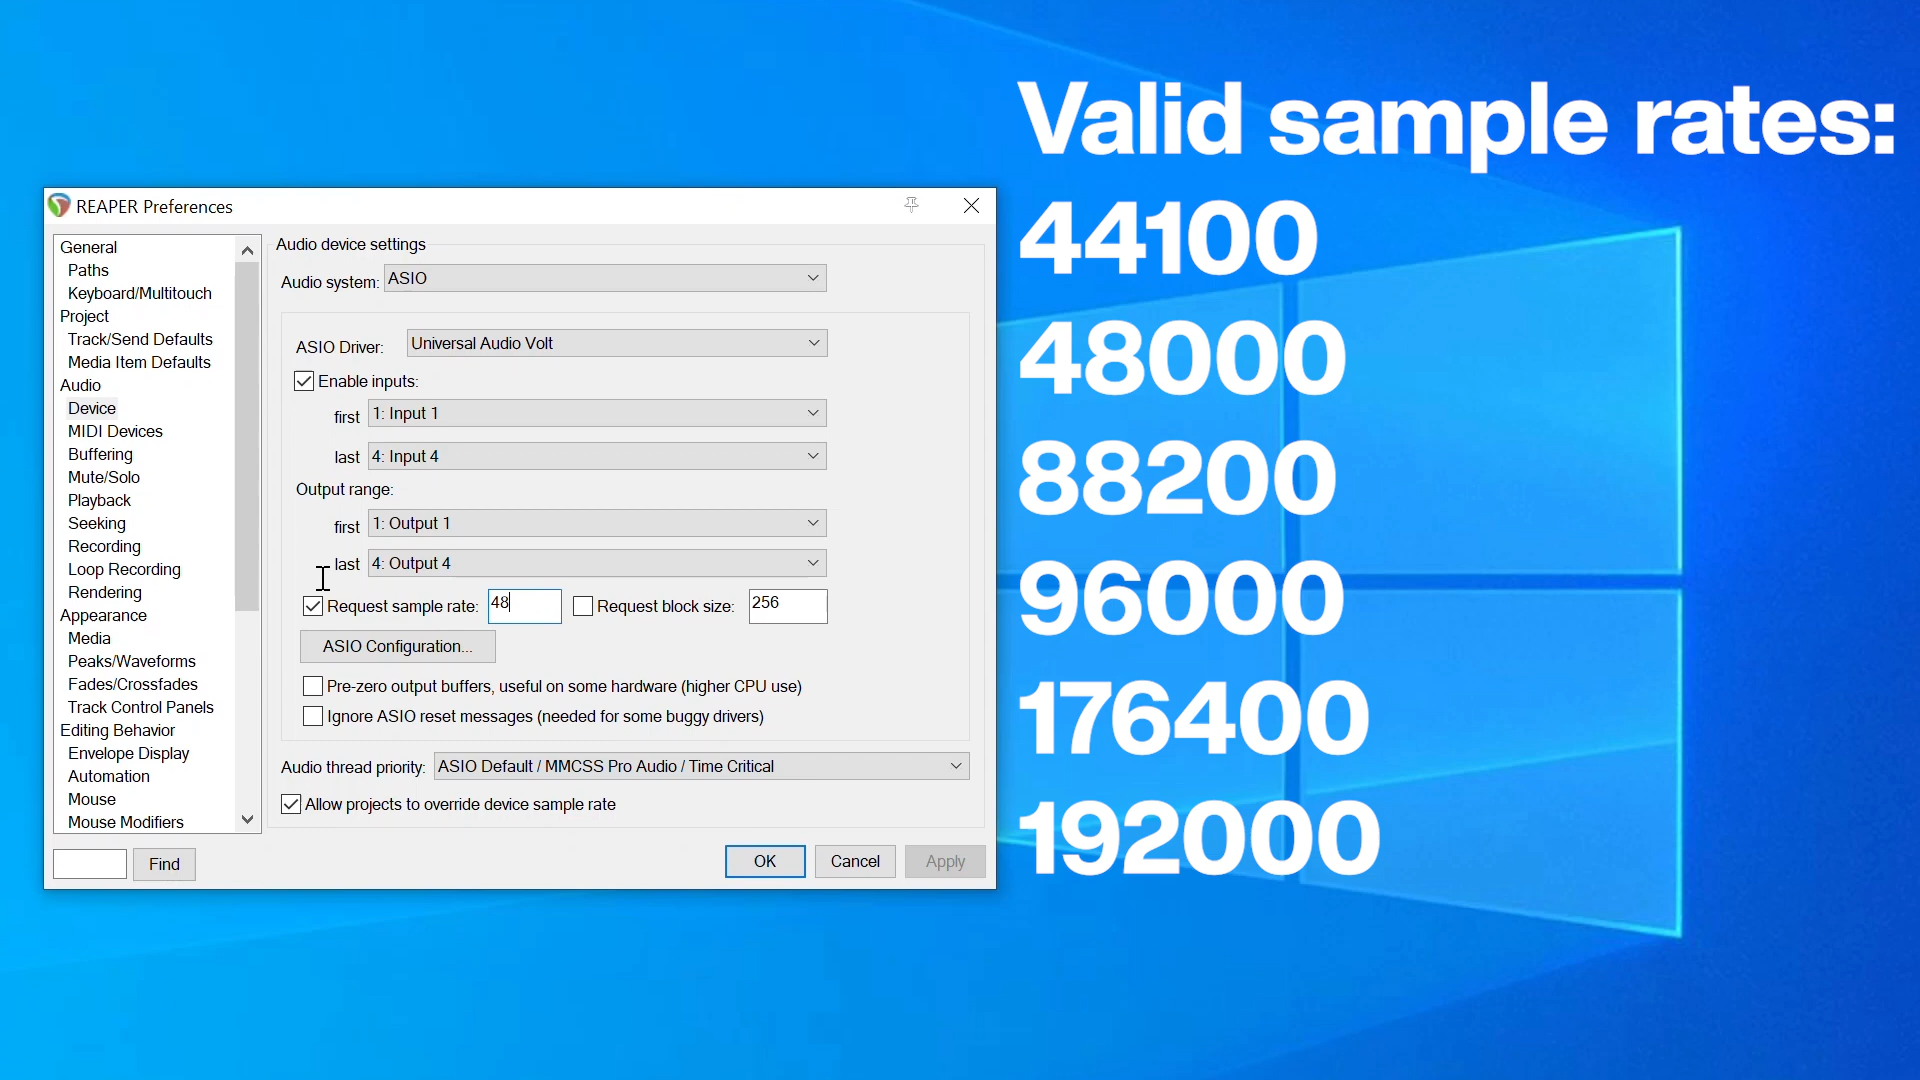 REAPER Preferences
General
Paths
Keyboard/Multitouch
Project
Track/Send Defaults
Media Item Defaults
Audio
Device
MIDI Devices
Buffering
Mute/Solo
Playback
Seeking
Recording
Loop Recording
Rendering
Appearance
Media
Peaks/Waveforms
Fades/Crossfades
Track Control Panels
Editing Behavior
Envelope Display
Automation
Mouse
Mouse Modifiers
Find
Audio device settings
Audio system: ASIO
ASIO Driver: Universal Audio Volt
Enable inputs:
first 1: Input 1
last 4: Input 4
Output range:
first 1: Output 1
last 4: Output 4
Request sample rate: 48 Request block size: 256
ASIO Configuration...
Pre-zero output buffers, useful on some hardware (higher CPU use)
Ignore ASIO reset messages (needed for some buggy drivers)
Audio thread priority: ASIO Default / MMCSS Pro Audio / Time Critical
Allow projects to override device sample rate
OK Cancel Apply
Valid sample rates:
44100
48000
88200
96000
176400
192000